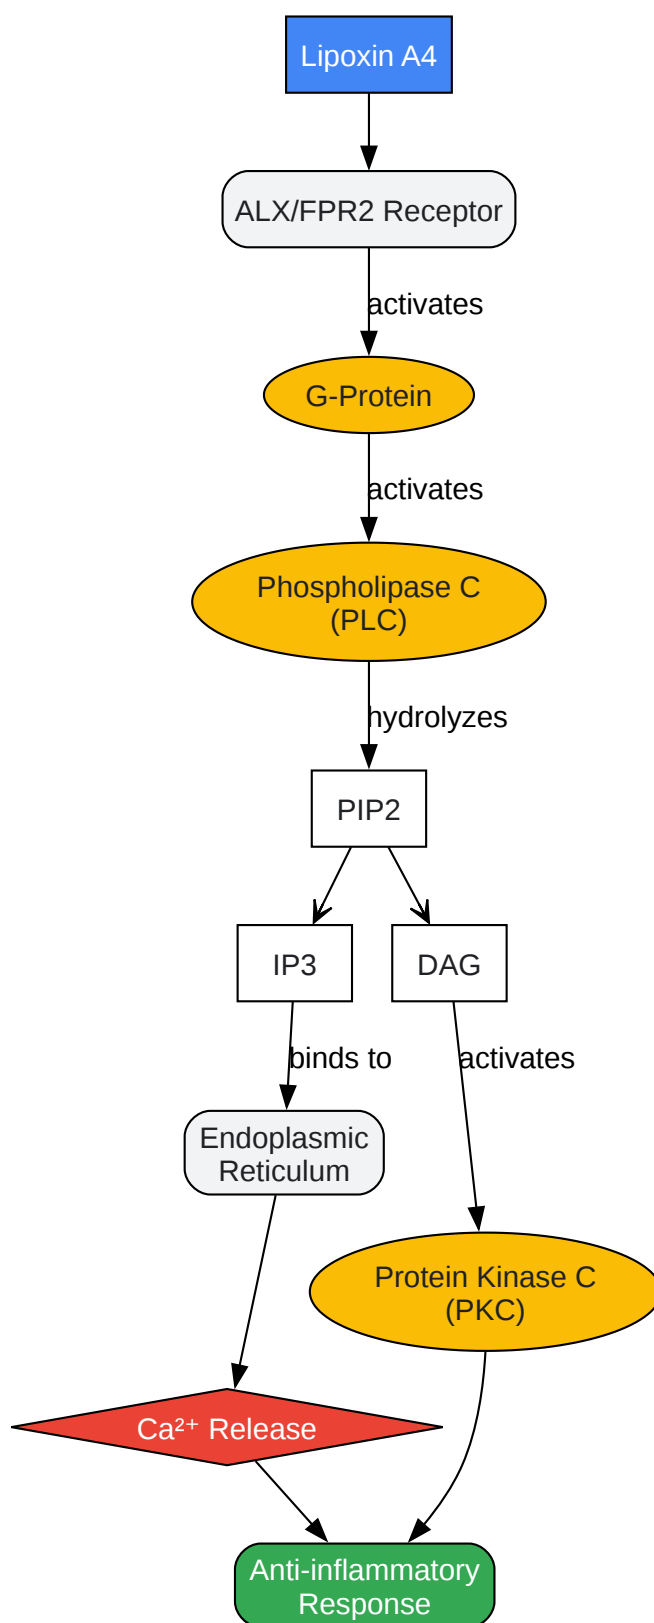 Lipoxin A4
ALX/FPR2 Receptor
activates
G-Protein
activates
Phospholipase C
(PLC)
hydrolyzes
PIP2
IP3
DAG
binds to
activates
Endoplasmic
Reticulum
Protein Kinase C
(PKC)
Ca²⁺ Release
Anti-inflammatory
Response